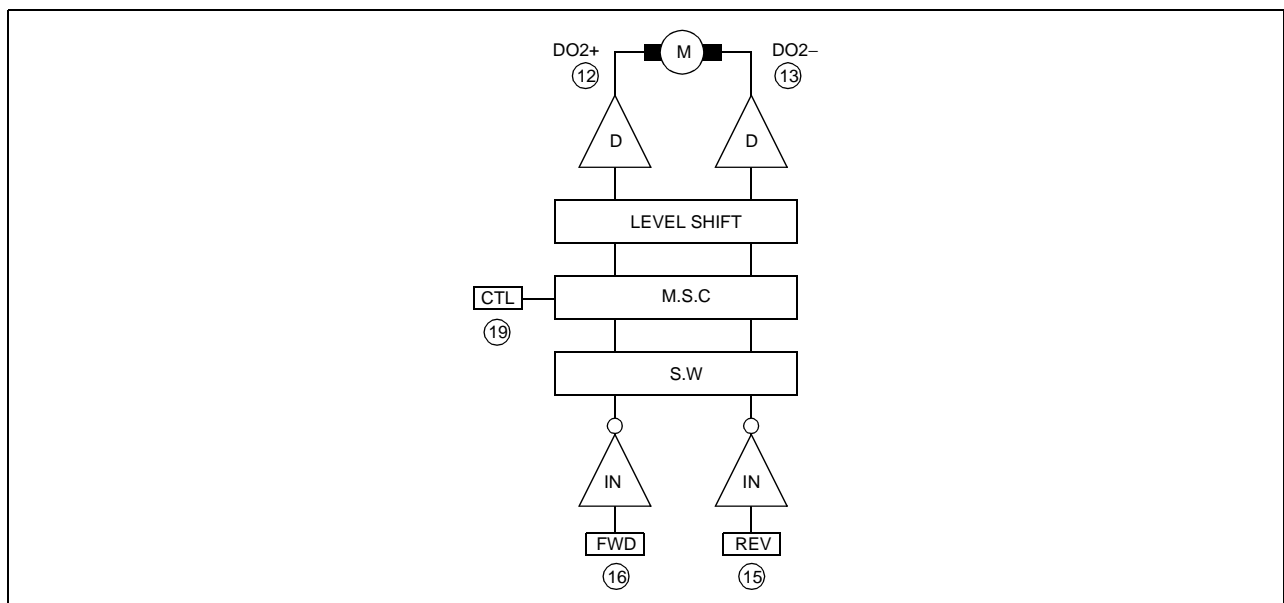 DO2+ M DO2–
12 13
D D
LEVEL SHIFT
CTL M.S.C
19
S.W
IN IN
FWD REV
16 15